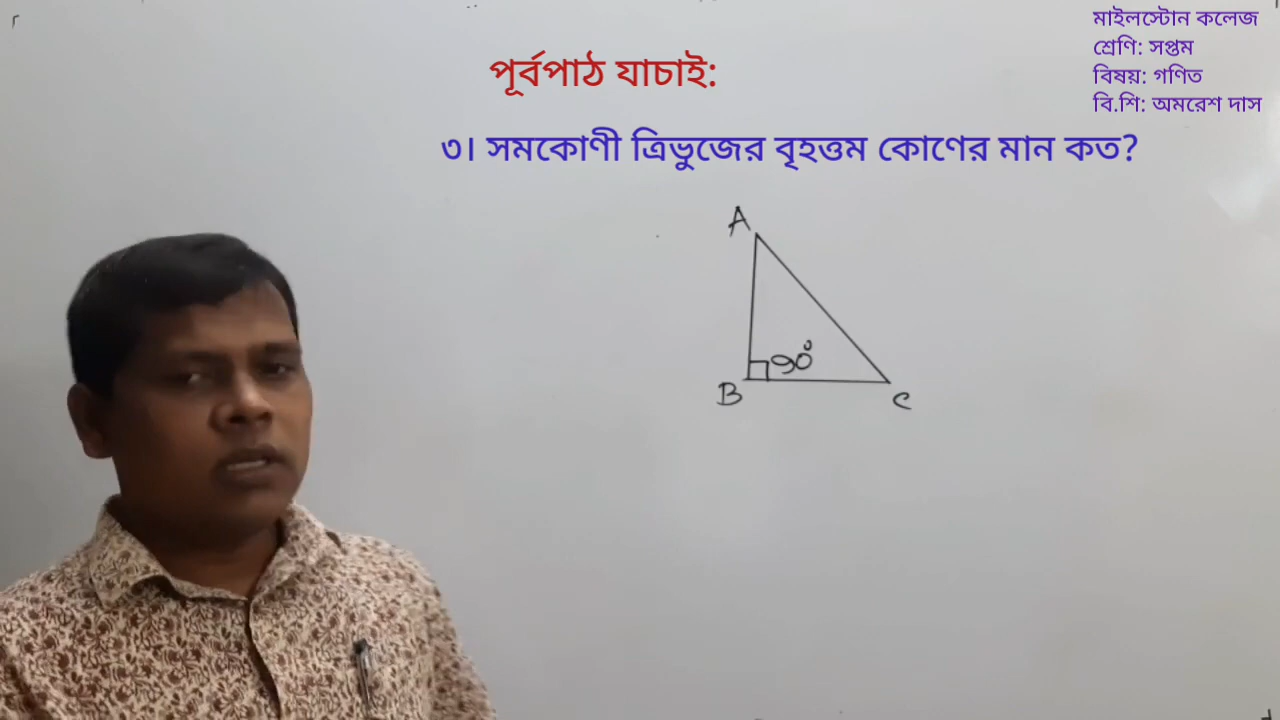 মাইলস্টোন কলেজ
শ্রেণি: সপ্তম
বিষয়: গণিত
বি.শি: অমরেশ দাস
পূর্বপাঠ যাচাই:
৩। সমকোণী ত্রিভুজের বৃহত্তম কোণের মান কত?
A
90°
B
C